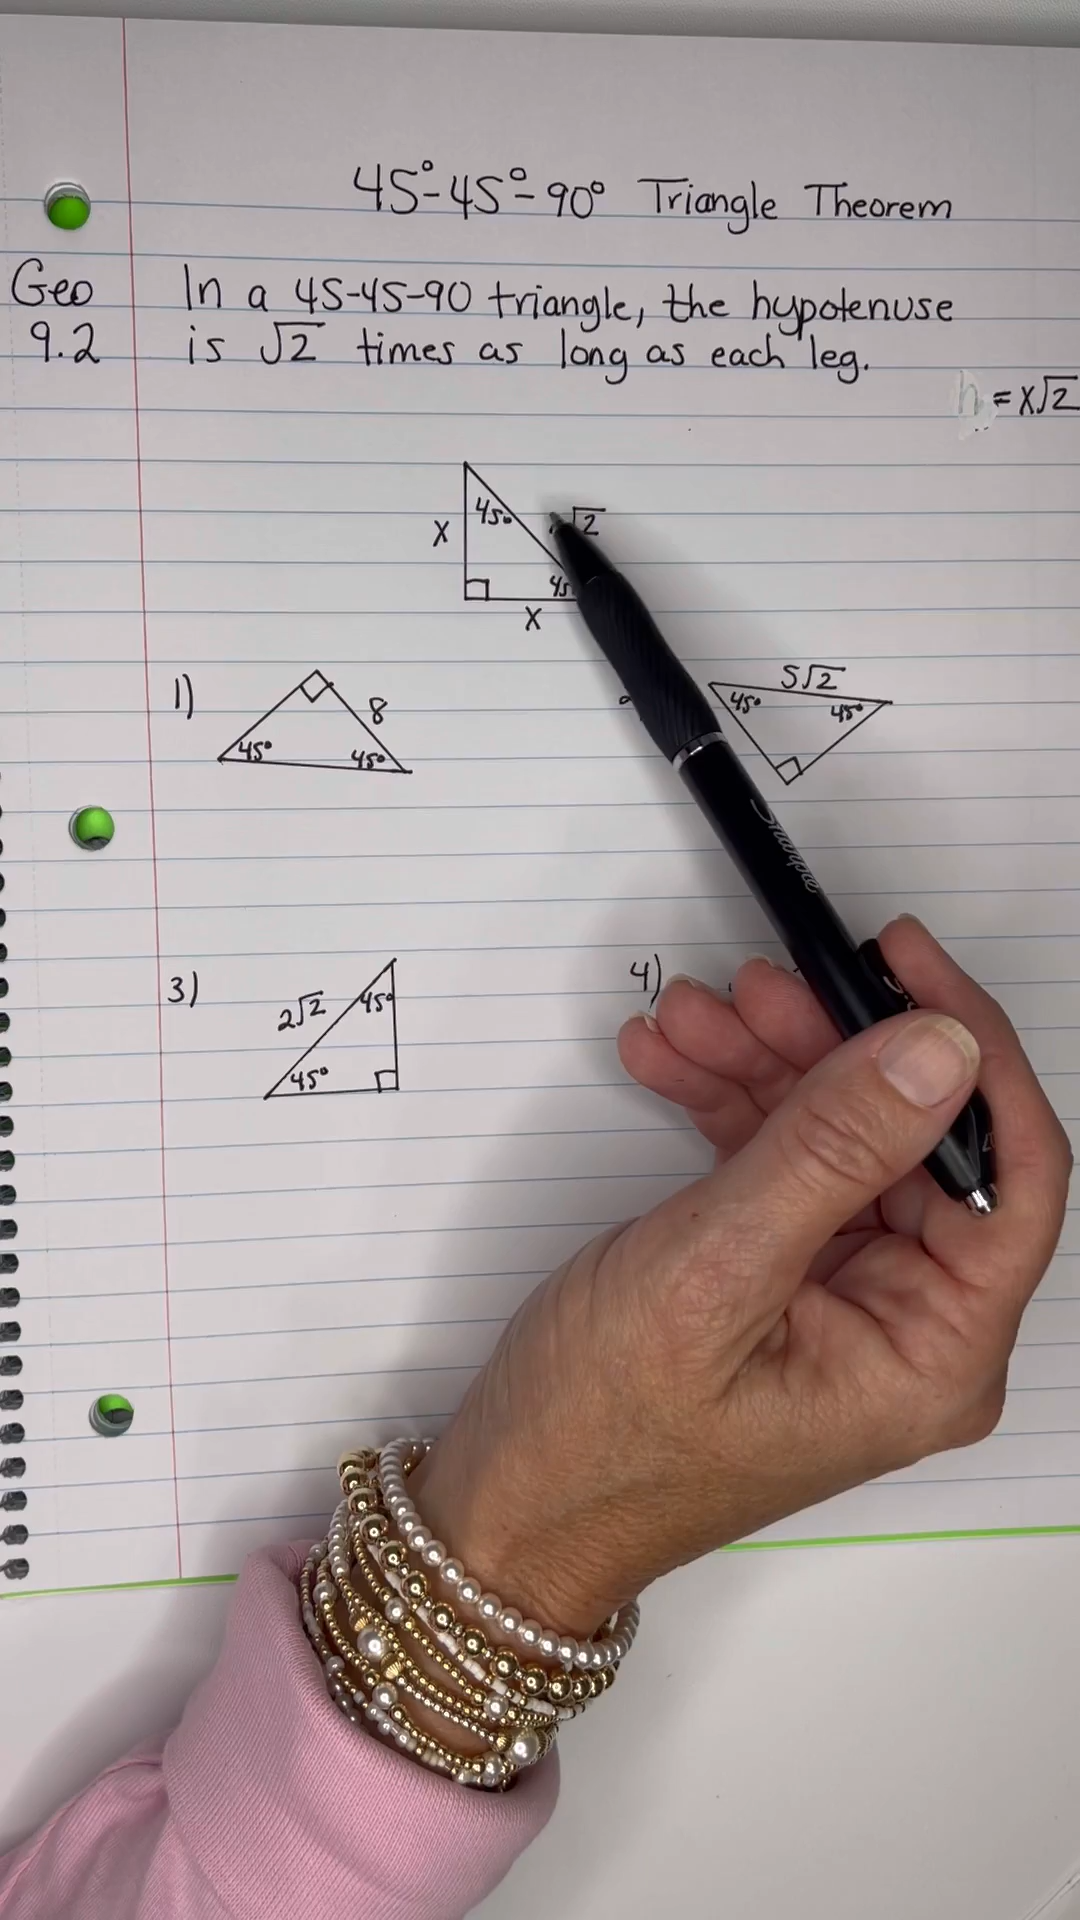 45°-45°-90° Triangle Theorem
Geo
9.2
In a 45-45-90 triangle, the hypotenuse
is √2 times as long as each leg.
h = x√2
45°
x
√2
45
x
1)
8
45°
45°
5√2
45°
45°
3)
2√2
45°
45°
4)
Sharpie